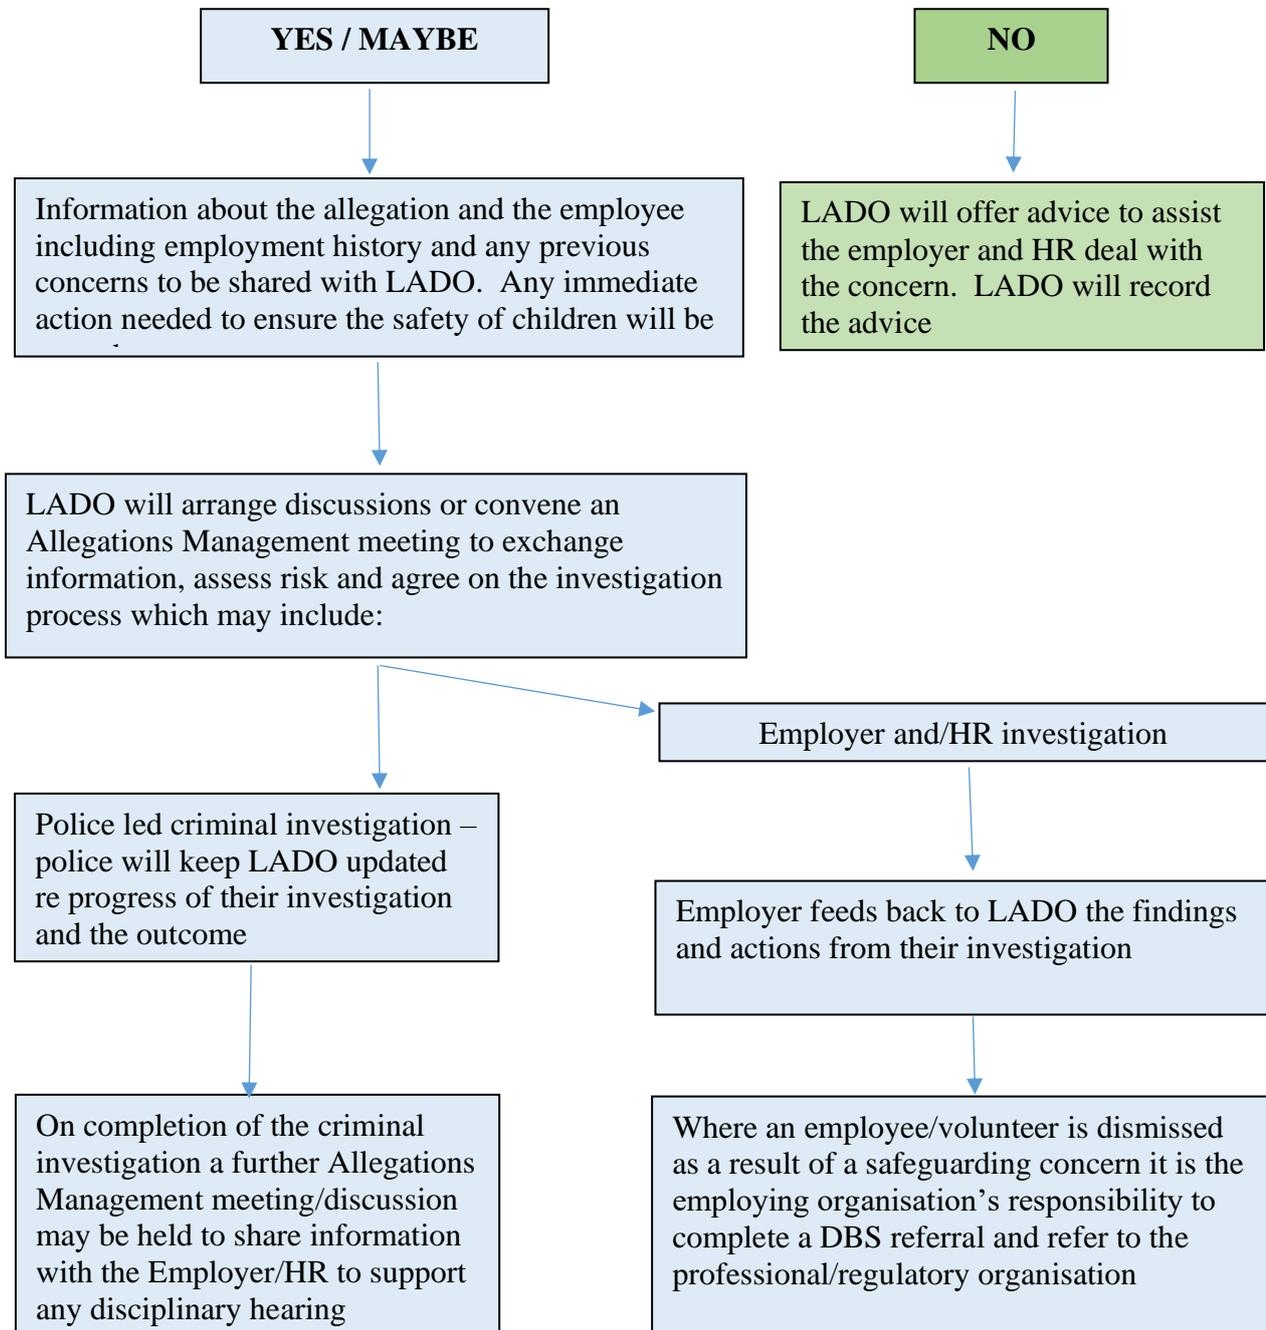 YES / MAYBE
NO
Information about the allegation and the employee
including employment history and any previous
concerns to be shared with LADO.  Any immediate
action needed to ensure the safety of children will be
LADO will offer advice to assist
the employer and HR deal with
the concern.  LADO will record
the advice
LADO will arrange discussions or convene an
Allegations Management meeting to exchange
information, assess risk and agree on the investigation
process which may include:
Employer and/HR investigation
Police led criminal investigation –
police will keep LADO updated
re progress of their investigation
and the outcome
Employer feeds back to LADO the findings
and actions from their investigation
On completion of the criminal
investigation a further Allegations
Management meeting/discussion
may be held to share information
with the Employer/HR to support
any disciplinary hearing
Where an employee/volunteer is dismissed
as a result of a safeguarding concern it is the
employing organisation’s responsibility to
complete a DBS referral and refer to the
professional/regulatory organisation